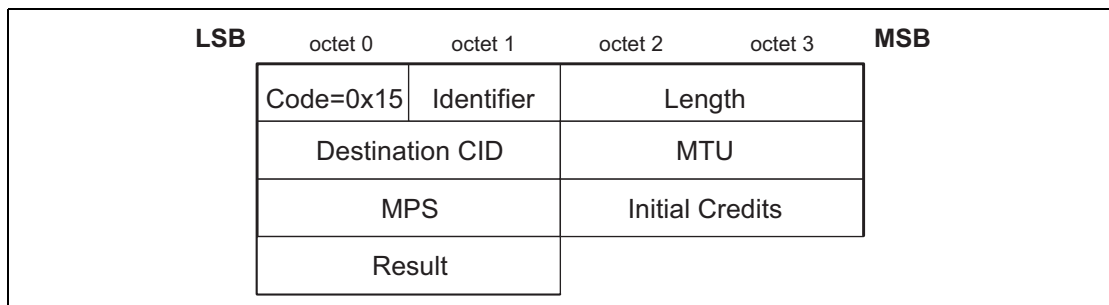 LSB octet 0 octet 1 octet 2 octet 3 MSB
Code=0x15 Identifier Length
Destination CID MTU
MPS Initial Credits
Result